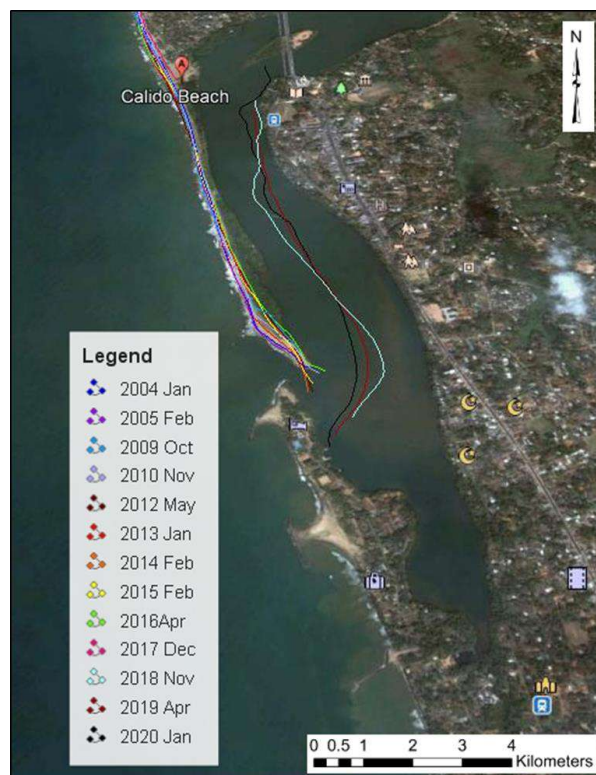 N
A
Calido Beach
Legend
2004 Jan
2005 Feb
2009 Oct
2010 Nov
2012 May
2013 Jan
2014 Feb
2015 Feb
2016Apr
2017 Dec
2018 Nov
2019 Apr
2020 Jan
0 0.5 1 2 3 4
Kilometers